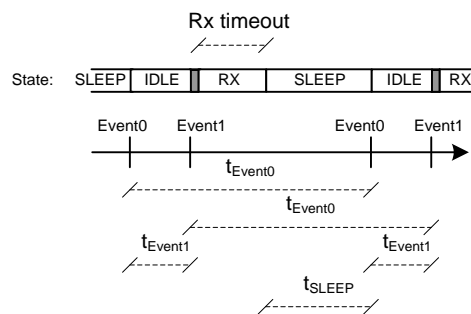 Rx timeout
State: SLEEP IDLE RX SLEEP IDLE RX
Event0 Event1 Event0 Event1
tEvent0
tEvent0
tEvent1 tEvent1
tSLEEP